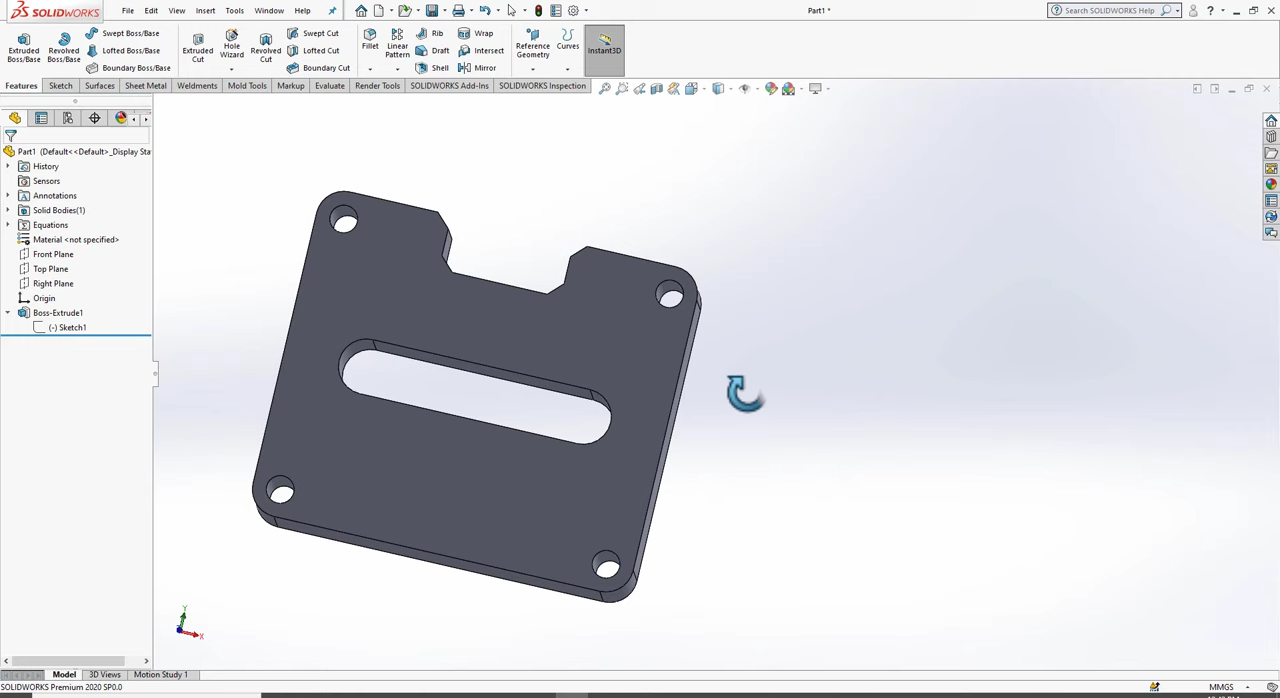 SOLIDWORKS
File Edit View Insert Tools Window Help
Part1 *
Search SOLIDWORKS Help
Extruded Boss/Base
Revolved Boss/Base
Swept Boss/Base
Lofted Boss/Base
Boundary Boss/Base
Extruded Cut
Hole Wizard
Revolved Cut
Swept Cut
Lofted Cut
Boundary Cut
Fillet
Linear Pattern
Rib
Draft
Shell
Wrap
Intersect
Mirror
Reference Geometry
Curves
Instant3D
Features Sketch Surfaces Sheet Metal Weldments Mold Tools Markup Evaluate Render Tools SOLIDWORKS Add-Ins SOLIDWORKS Inspection
Part1 (Default<<Default>_Display Sta
History
Sensors
Annotations
Solid Bodies(1)
Equations
Material <not specified>
Front Plane
Top Plane
Right Plane
Origin
Boss-Extrude1
(-) Sketch1
Y
X
Model 3D Views Motion Study 1
SOLIDWORKS Premium 2020 SP0.0
MMGS